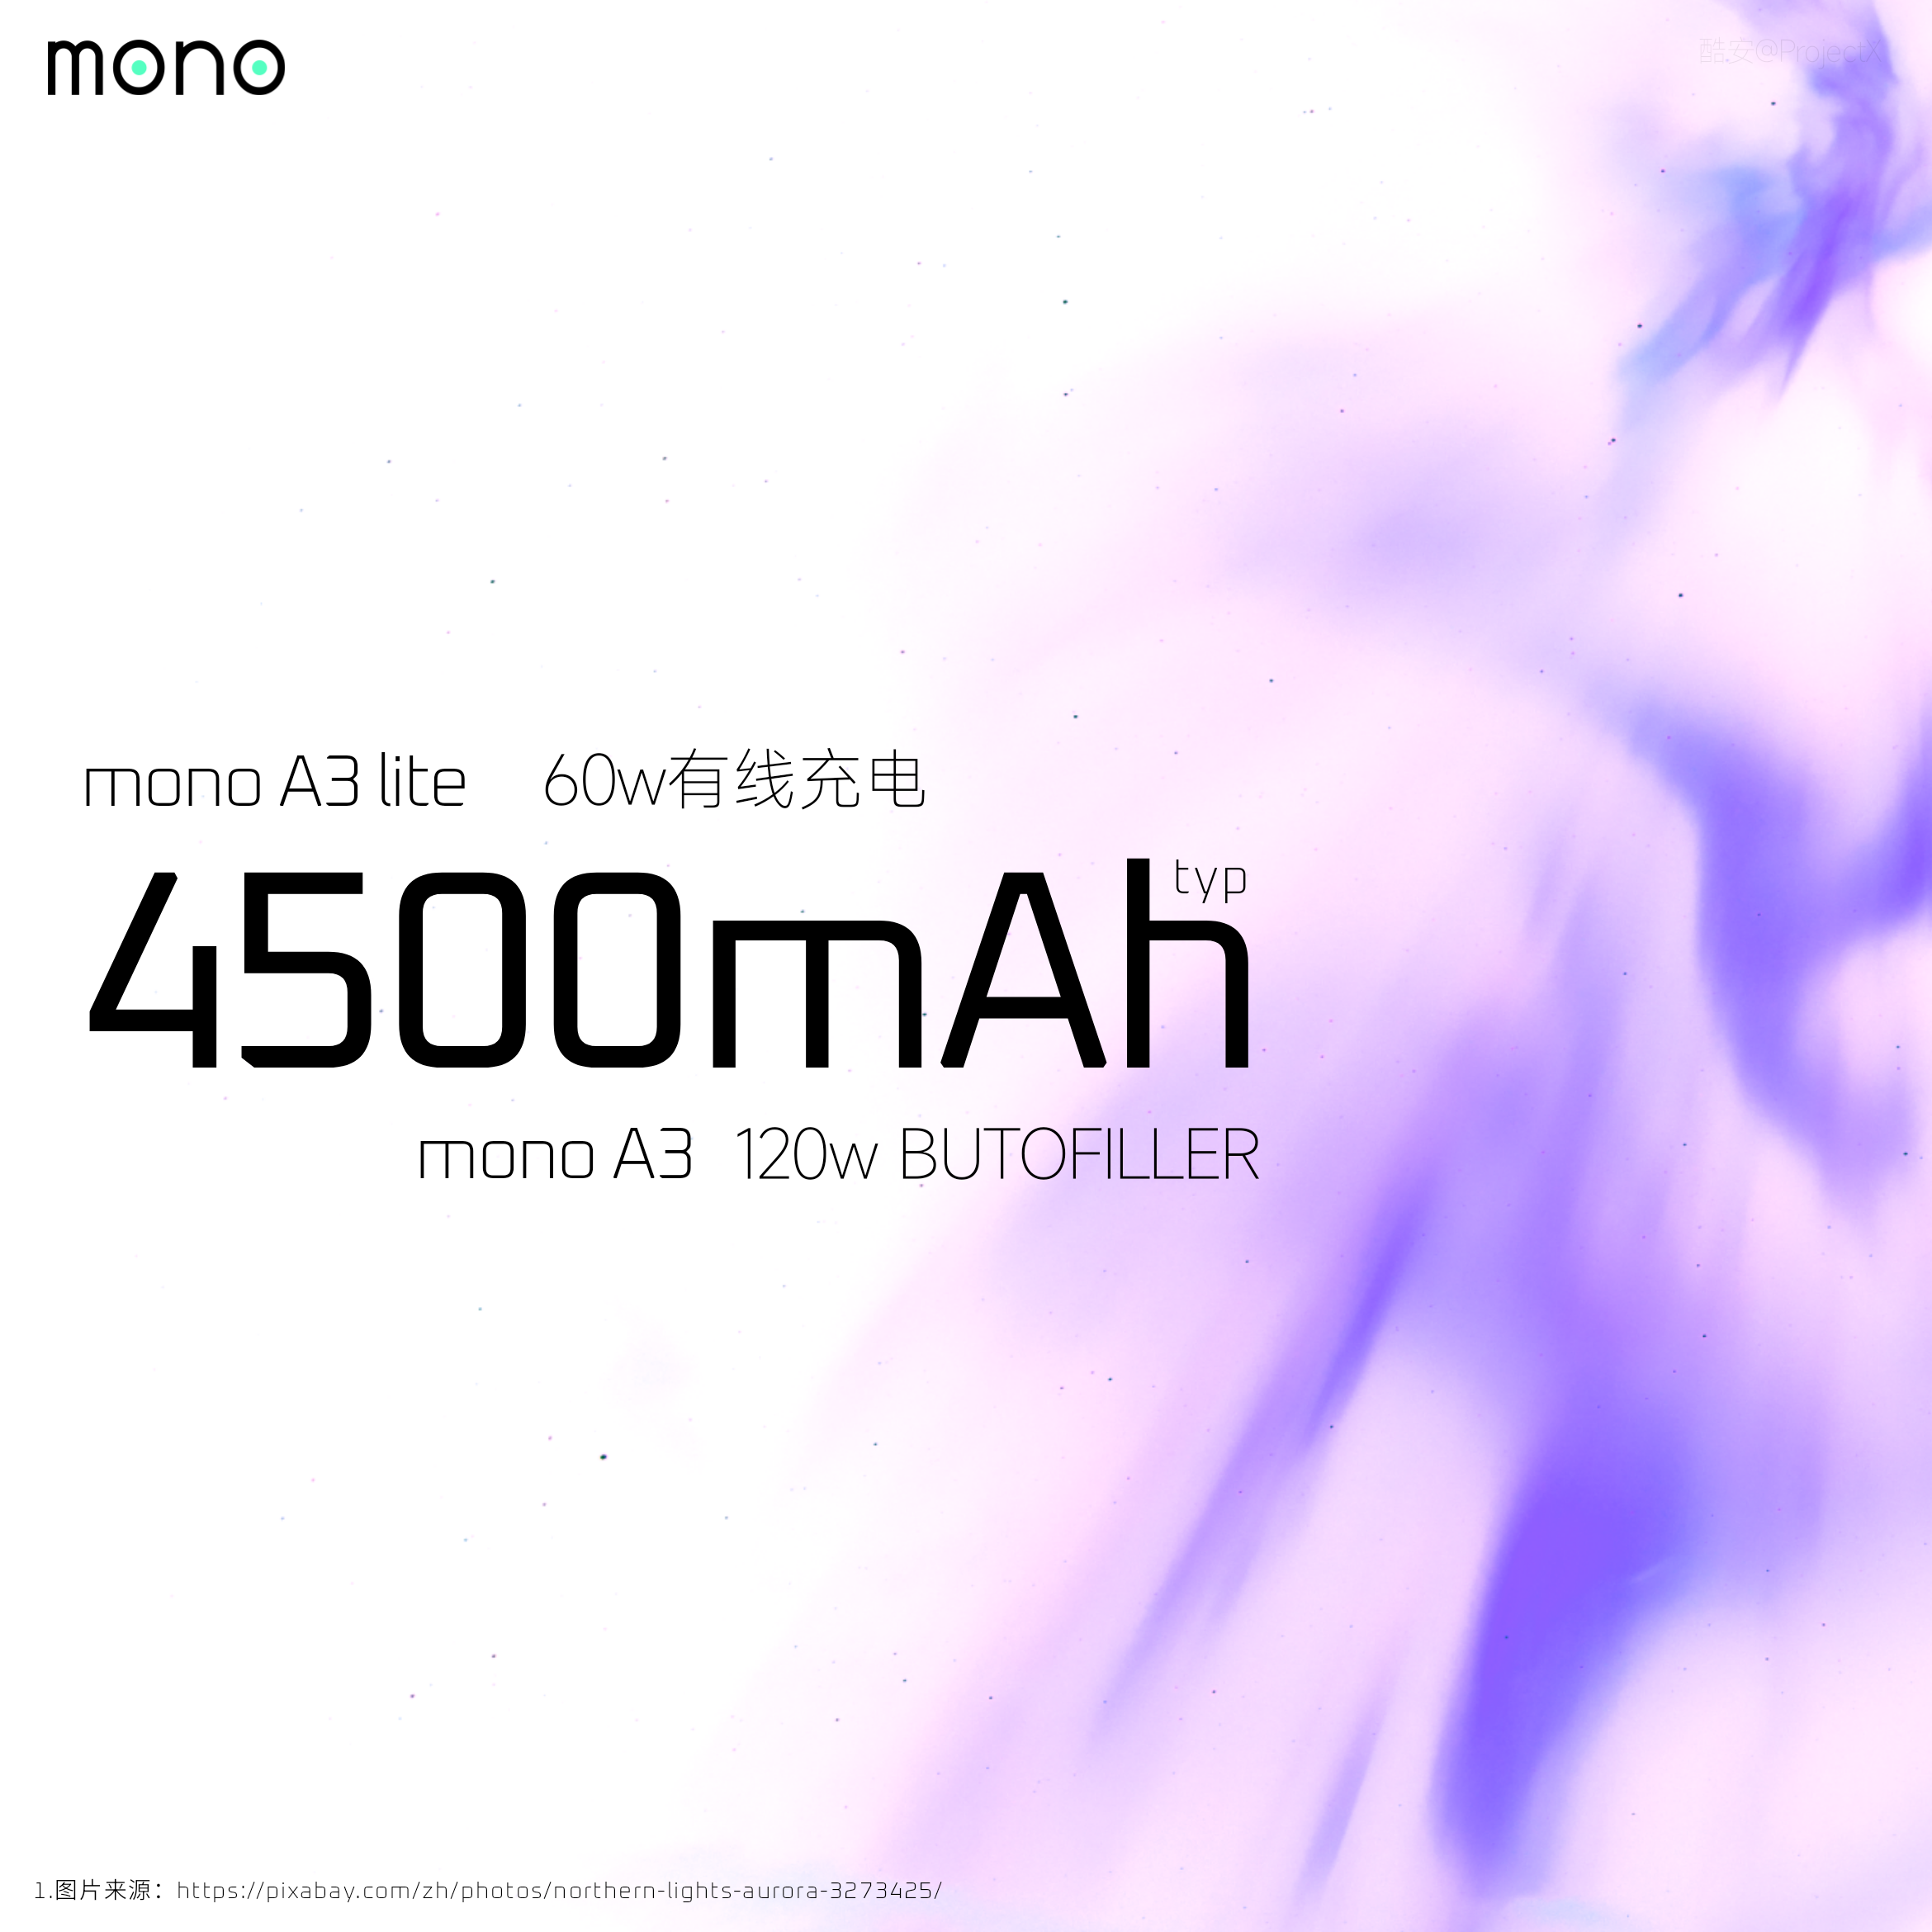 mono
酷安@ProjectX
mono A3 lite 60w有线充电
4500mAh typ
mono A3 120w BUTOFILLER
1.图片来源：https://pixabay.com/zh/photos/northern-lights-aurora-3273425/